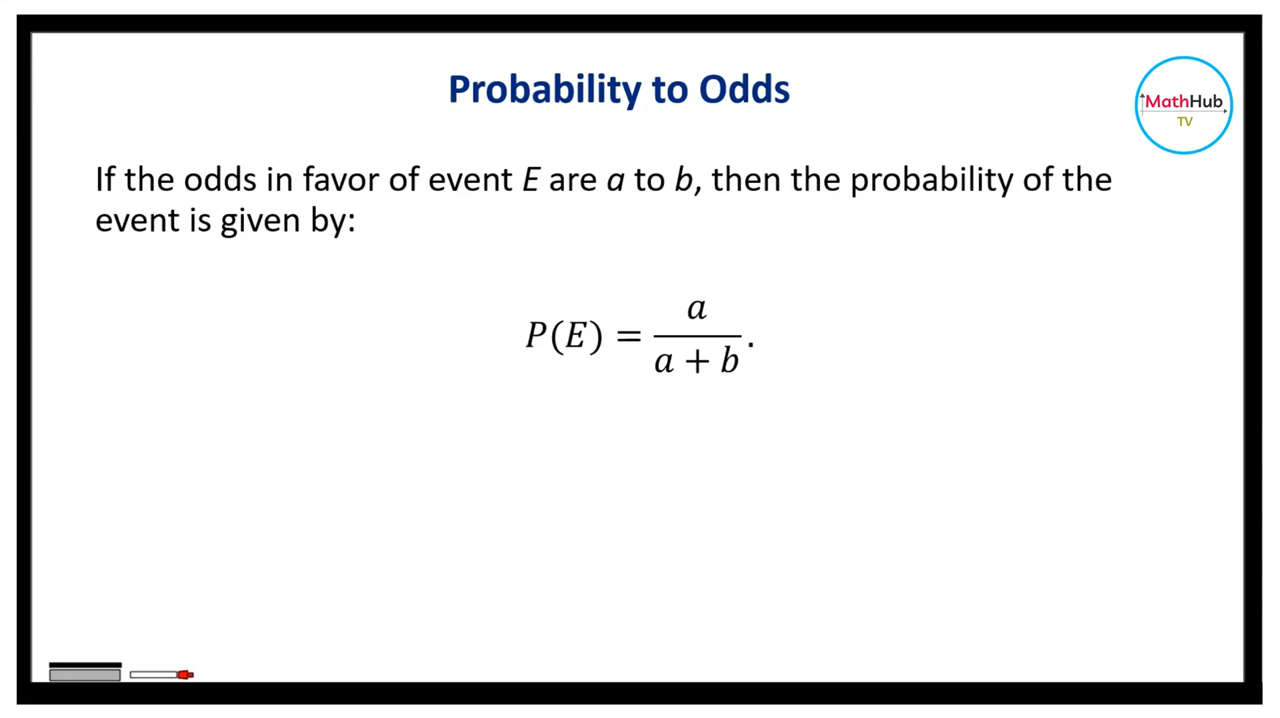 Probability to Odds
MathHub
TV
If the odds in favor of event E are a to b, then the probability of the
event is given by:
P(E) = a / (a + b).